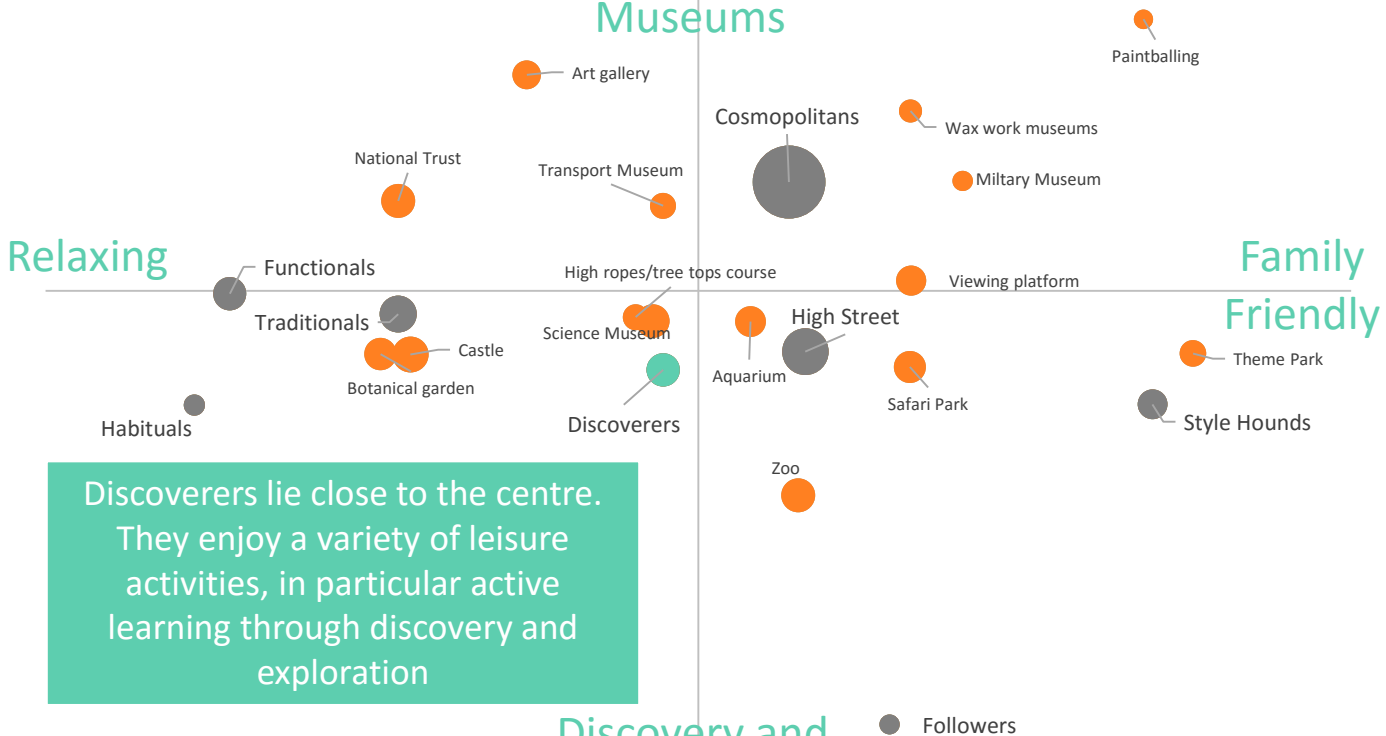 Museums
Paintballing
Art gallery
Cosmopolitans
Wax work museums
National Trust
Transport Museum
Miltary Museum
Relaxing
Family
Friendly
Functionals
High ropes/tree tops course
Viewing platform
Traditionals
High Street
Science Museum
Castle
Theme Park
Aquarium
Botanical garden
Safari Park
Habituals
Discoverers
Style Hounds
Zoo
Discoverers lie close to the centre.
They enjoy a variety of leisure
activities, in particular active
learning through discovery and
exploration
Discovery and
Followers